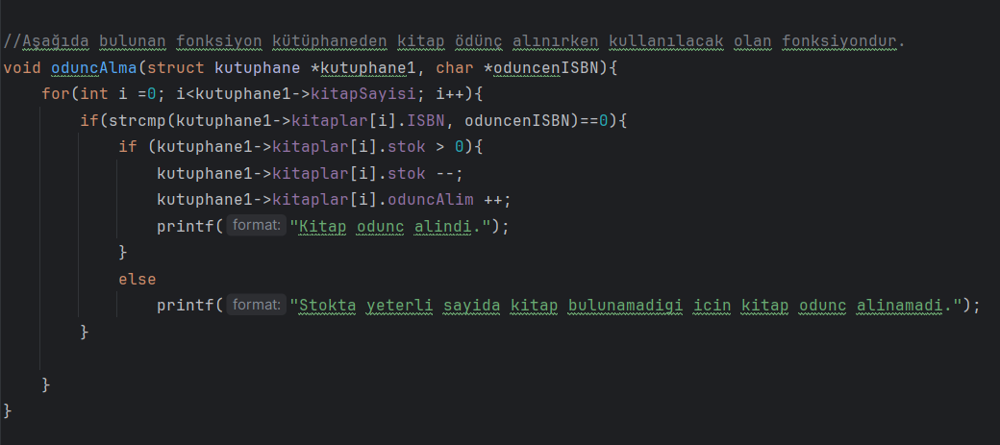 //Aşağıda bulunan fonksiyon kütüphaneden kitap ödünç alınırken kullanılacak olan fonksiyondur.
void oduncAlma(struct kutuphane *kutuphane1, char *oduncenISBN){
for(int i =0; i<kutuphane1->kitapSayisi; i++){
if(strcmp(kutuphane1->kitaplar[i].ISBN, oduncenISBN)==0){
if (kutuphane1->kitaplar[i].stok > 0){
kutuphane1->kitaplar[i].stok --;
kutuphane1->kitaplar[i].oduncAlim ++;
printf( format: "Kitap odunc alindi.");
}
else
printf( format: "Stokta yeterli sayida kitap bulunamadigi icin kitap odunc alinamadi.");
}
}
}